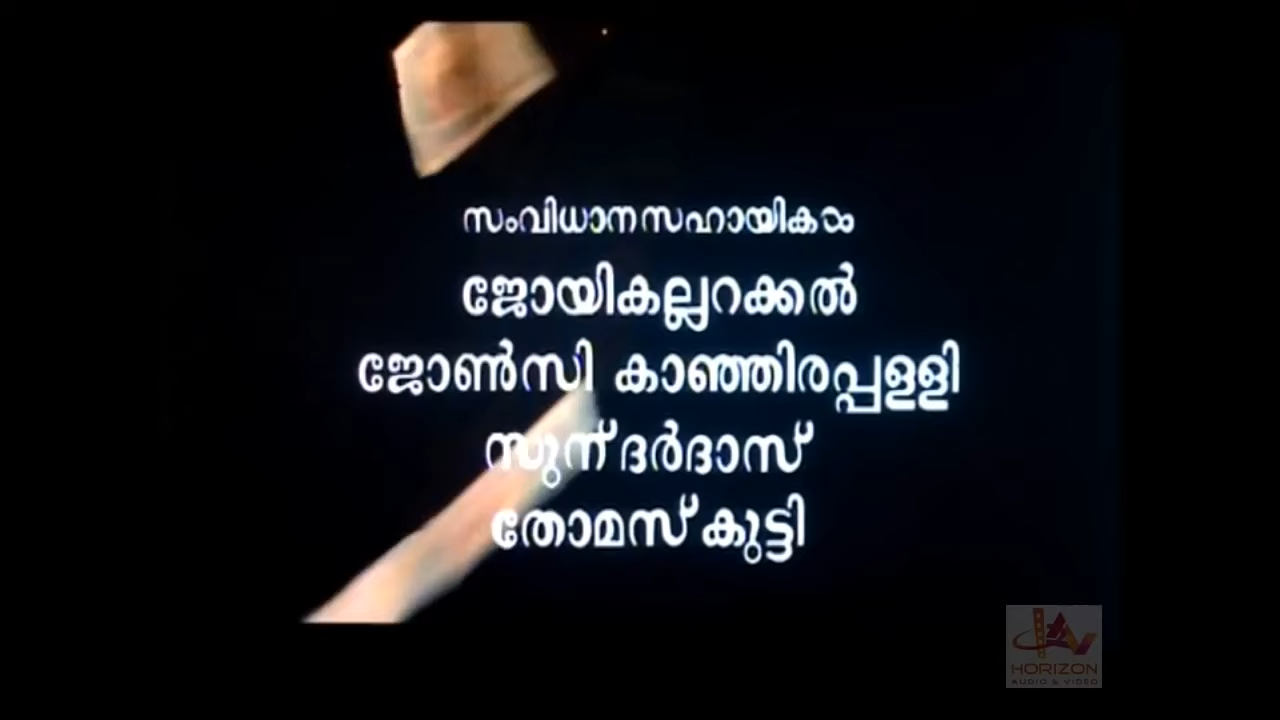 സംവിധാനസഹായികൾ
ജോയികല്ലറക്കൽ
ജോൺസി കാഞ്ഞിരപ്പള്ളി
സുന്ദർദാസ്
തോമസ്കുട്ടി
HORIZON
AUDIO & VIDEO